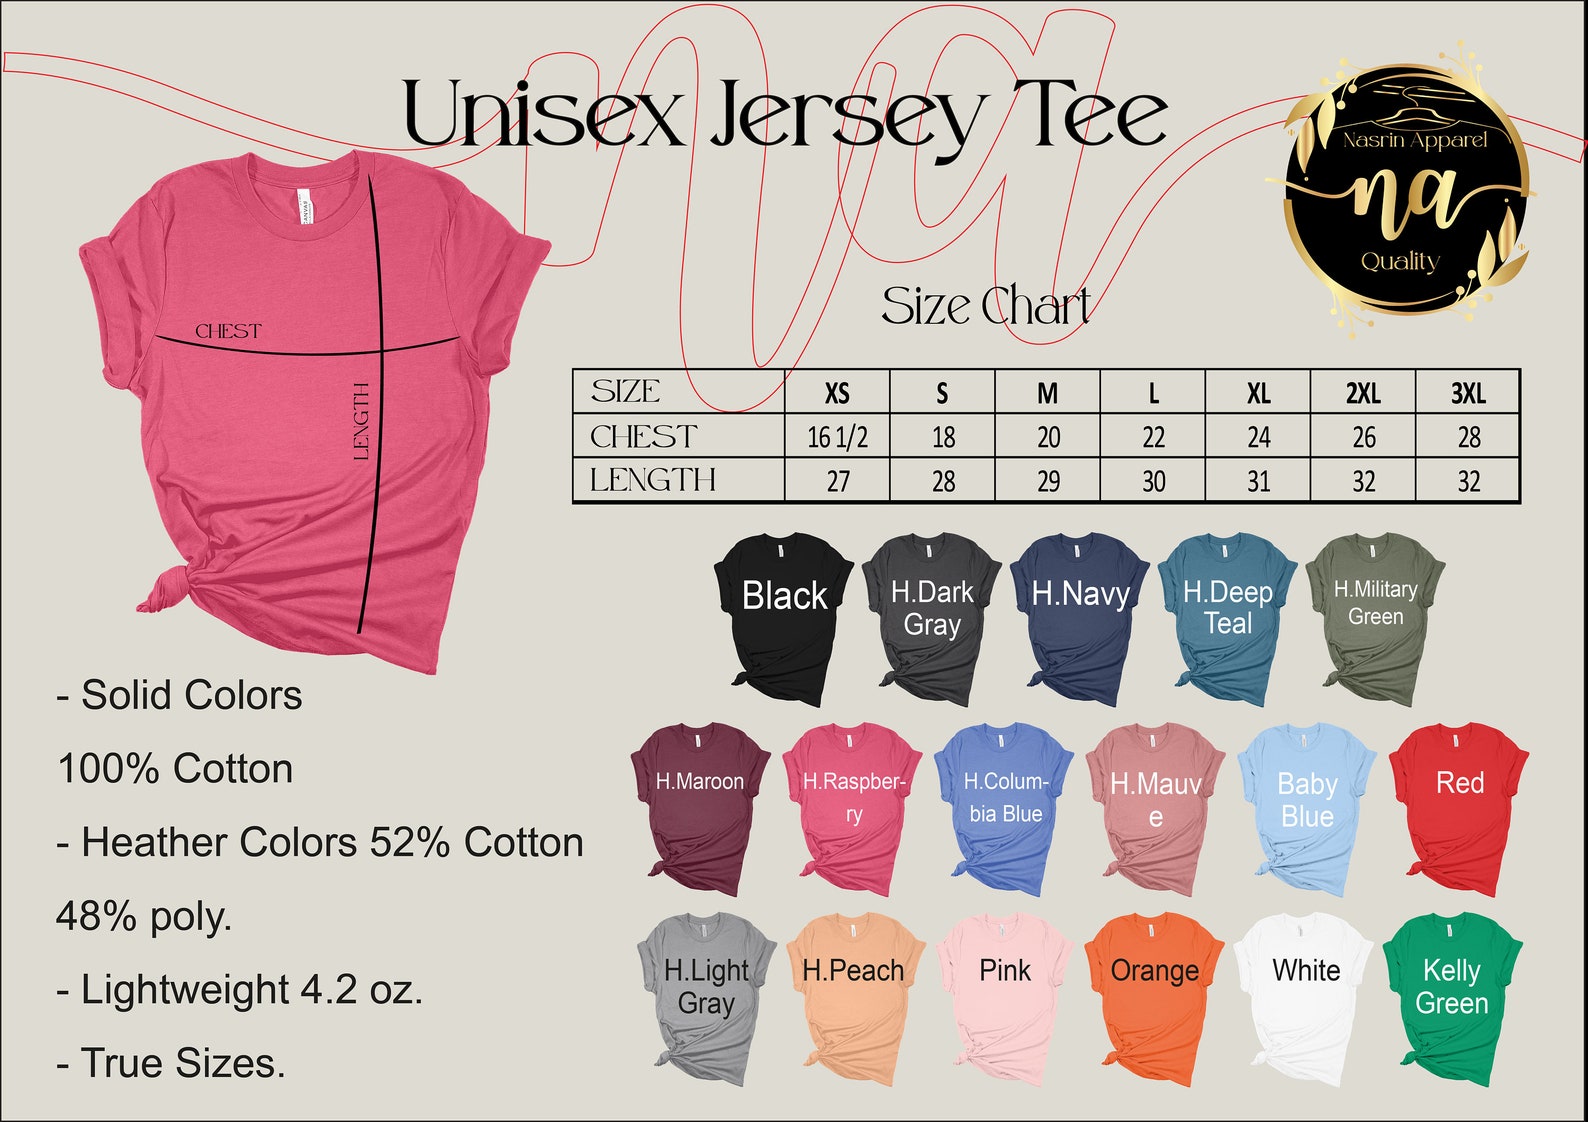 Unisex Jersey Tee
Nasrin Apparel
na
Quality
CANVAS
CHEST
LENGTH
Size Chart
SIZE XS S M L XL 2XL 3XL
CHEST 16 1/2 18 20 22 24 26 28
LENGTH 27 28 29 30 31 32 32
Black
H.Dark
Gray
H.Navy
H.Deep
Teal
H.Military
Green
H.Maroon
H.Raspber-
ry
H.Colum-
bia Blue
H.Mauv
e
Baby
Blue
Red
H.Light
Gray
H.Peach
Pink
Orange
White
Kelly
Green
- Solid Colors
100% Cotton
- Heather Colors 52% Cotton
48% poly.
- Lightweight 4.2 oz.
- True Sizes.